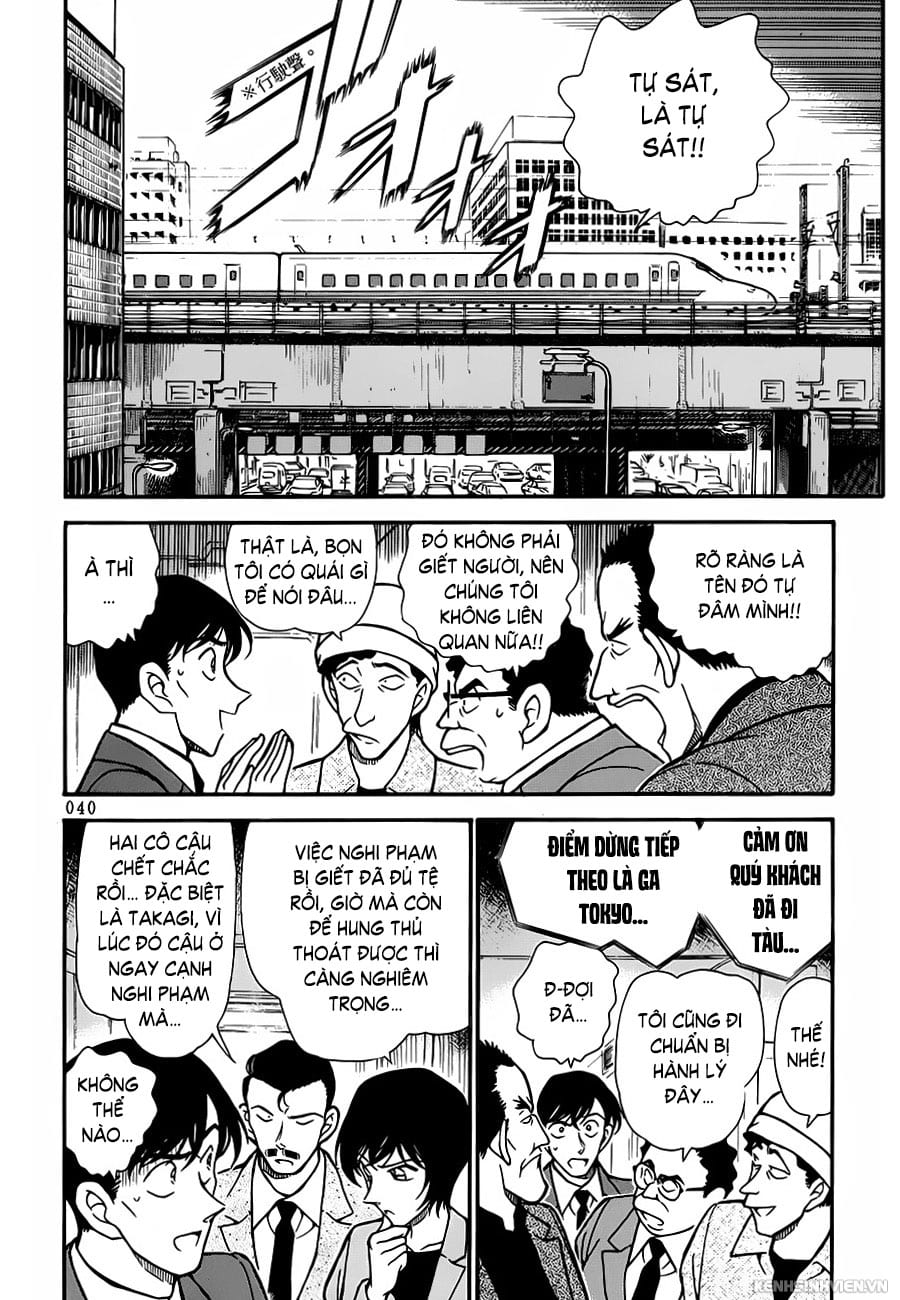 ※行駛聲。
ゴオオオ
TỰ SÁT,
LÀ TỰ
SÁT!!
RÕ RÀNG LÀ
TÊN ĐÓ TỰ
ĐÂM MÌNH!!
ĐÓ KHÔNG PHẢI
GIẾT NGƯỜI, NÊN
CHÚNG TÔI
KHÔNG LIÊN
QUAN NỮA!!
THẬT LÀ, BỌN
TÔI CÓ QUÁI GÌ
ĐỂ NÓI ĐÂU...
À THÌ
...
040
CẢM ƠN
QUÝ KHÁCH
ĐÃ ĐI
TÀU...
ĐIỂM DỪNG TIẾP
THEO LÀ GA
TOKYO...
THẾ
NHÉ!
TÔI CŨNG ĐI
CHUẨN BỊ
HÀNH LÝ
ĐÂY...
Đ-ĐỢI
ĐÃ...
VIỆC NGHI PHẠM
BỊ GIẾT ĐÃ ĐỦ TỆ
RỒI, GIỜ MÀ CÒN
ĐỂ HUNG THỦ
THOÁT ĐƯỢC THÌ
CÀNG NGHIÊM
TRỌNG...
HAI CÔ CẬU
CHẾT CHẮC
RỒI... ĐẶC BIỆT
LÀ TAKAGI, VÌ
LÚC ĐÓ CẬU Ở
NGAY CẠNH
NGHI PHẠM
MÀ...
KHÔNG
THỂ
NÀO...
KENHSINHVIEN.VN